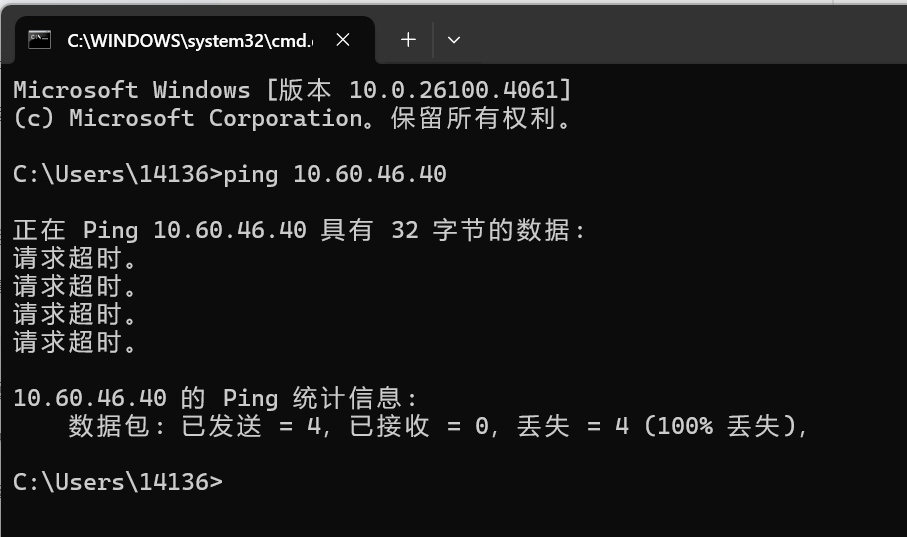 C:\WINDOWS\system32\cmd.
Microsoft Windows [版本 10.0.26100.4061]
(c) Microsoft Corporation。保留所有权利。
C:\Users\14136>ping 10.60.46.40
正在 Ping 10.60.46.40 具有 32 字节的数据:
请求超时。
请求超时。
请求超时。
请求超时。
10.60.46.40 的 Ping 统计信息:
数据包: 已发送 = 4, 已接收 = 0, 丢失 = 4 (100% 丢失),
C:\Users\14136>